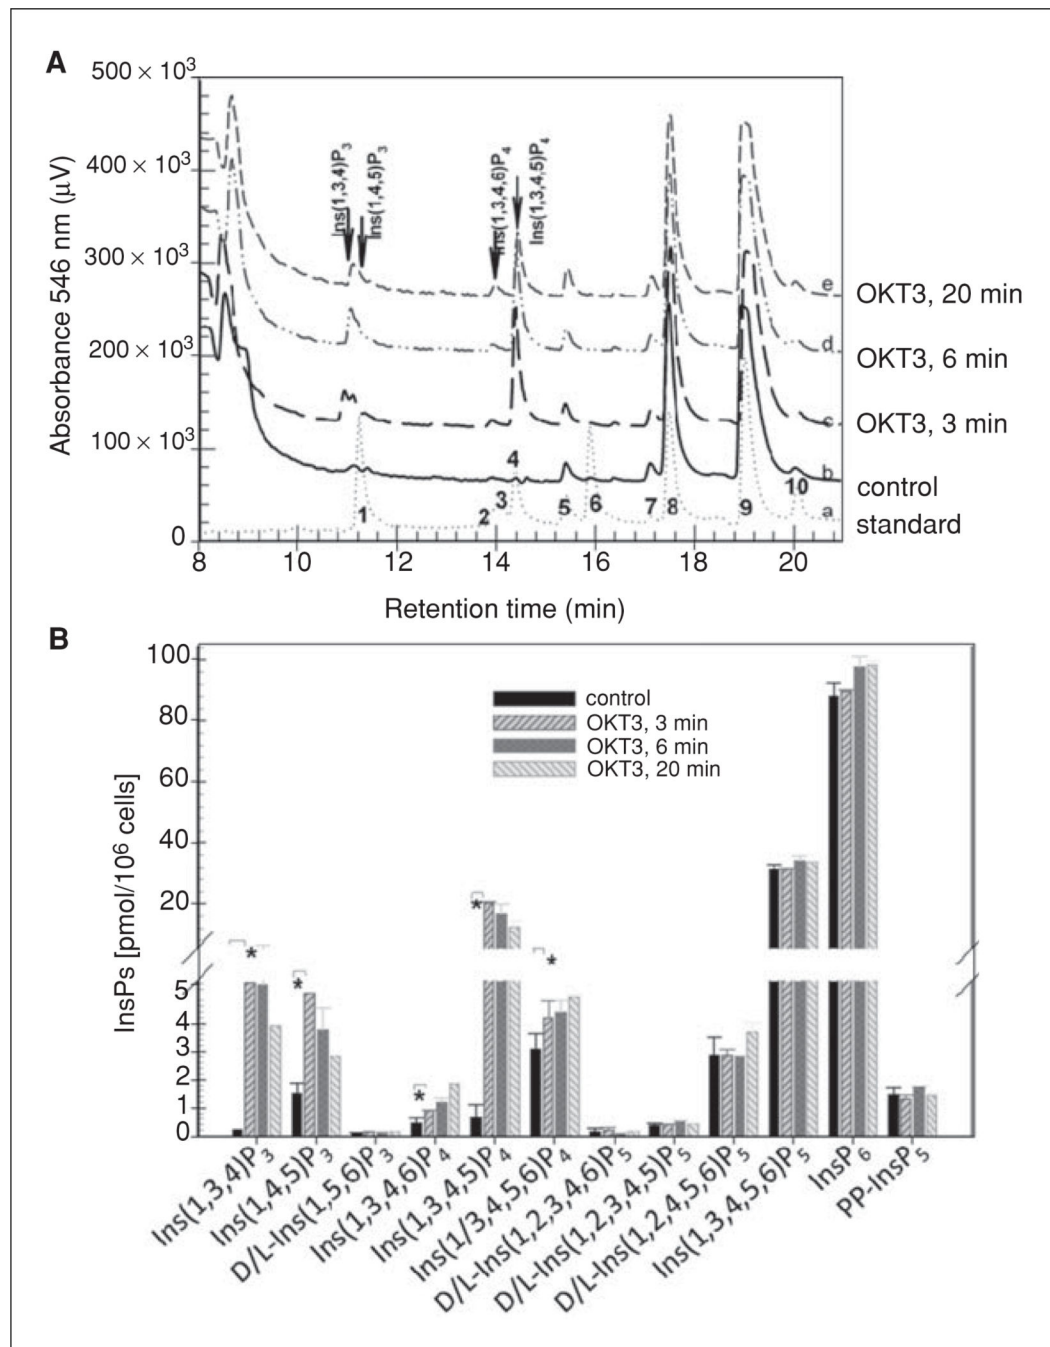 A
500 × 10³
400 × 10³
300 × 10³
200 × 10³
100 × 10³
0
Absorbance 546 nm (μV)
Ins(1,3,4)P₃
Ins(1,4,5)P₃
Ins(1,3,4,6)P₄
Ins(1,3,4,5)P₄
e
OKT3, 20 min
d
OKT3, 6 min
c
OKT3, 3 min
b
control
a
standard
1 2 3 4 5 6 7 8 9 10
8 10 12 14 16 18 20
Retention time (min)
B
100
80
60
40
20
5
4
3
2
1
0
InsPs [pmol/10⁶ cells]
control
OKT3, 3 min
OKT3, 6 min
OKT3, 20 min
* * * * *
Ins(1,3,4)P₃
Ins(1,4,5)P₃
D/L-Ins(1,5,6)P₃
Ins(1,3,4,6)P₄
Ins(1,3,4,5)P₄
Ins(1/3,4,5,6)P₄
D/L-Ins(1,2,3,4,6)P₅
D/L-Ins(1,2,3,4,5)P₅
D/L-Ins(1,2,4,5,6)P₅
Ins(1,3,4,5,6)P₅
InsP₆
PP-InsP₅